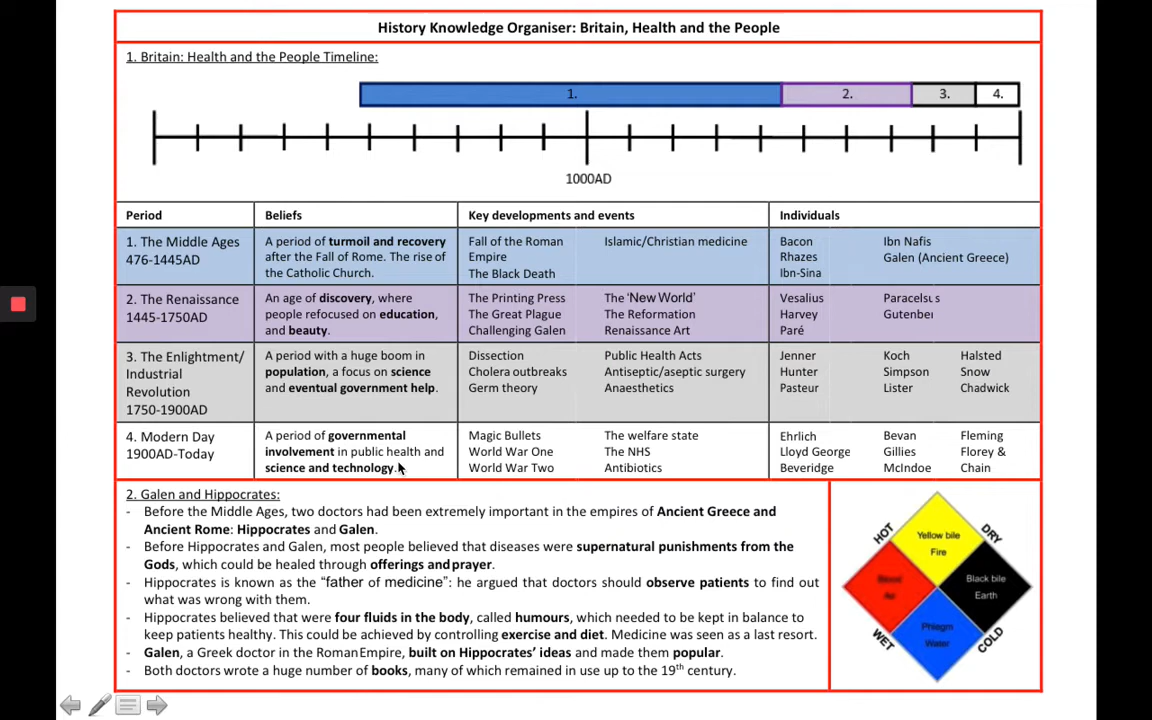 History Knowledge Organiser: Britain, Health and the People
1. Britain: Health and the People Timeline:
1.
2.
3.
4.
1000AD
Period
Beliefs
Key developments and events
Individuals
1. The Middle Ages
476-1445AD
A period of turmoil and recovery
after the Fall of Rome. The rise of
the Catholic Church.
Fall of the Roman
Empire
The Black Death
Islamic/Christian medicine
Bacon
Rhazes
Ibn-Sina
Ibn Nafis
Galen (Ancient Greece)
2. The Renaissance
1445-1750AD
An age of discovery, where
people refocused on education,
and beauty.
The Printing Press
The Great Plague
Challenging Galen
The ‘New World’
The Reformation
Renaissance Art
Vesalius
Harvey
Paré
Paracelsus
3. The Enlightment/
Industrial
Revolution
1750-1900AD
A period with a huge boom in
population, a focus on science
and eventual government help.
Dissection
Cholera outbreaks
Germ theory
Public Health Acts
Antiseptic/aseptic surgery
Anaesthetics
Jenner
Hunter
Pasteur
Koch
Simpson
Lister
Halsted
Snow
Chadwick
4. Modern Day
1900AD-Today
A period of governmental
involvement in public health and
science and technology.
Magic Bullets
World War One
World War Two
The welfare state
The NHS
Antibiotics
Ehrlich
Lloyd George
Beveridge
Bevan
Gillies
McIndoe
Fleming
Florey &
Chain
2. Galen and Hippocrates:
- Before the Middle Ages, two doctors had been extremely important in the empires of Ancient Greece and
Ancient Rome: Hippocrates and Galen.
- Before Hippocrates and Galen, most people believed that diseases were supernatural punishments from the
Gods, which could be healed through offerings and prayer.
- Hippocrates is known as the “father of medicine”: he argued that doctors should observe patients to find out
what was wrong with them.
- Hippocrates believed that were four fluids in the body, called humours, which needed to be kept in balance to
keep patients healthy. This could be achieved by controlling exercise and diet. Medicine was seen as a last resort.
- Galen, a Greek doctor in the Roman Empire, built on Hippocrates’ ideas and made them popular.
- Both doctors wrote a huge number of books, many of which remained in use up to the 19th century.
HOT
DRY
Yellow bile
Fire
Blood
Air
Black bile
Earth
Phlegm
Water
WET
COLD